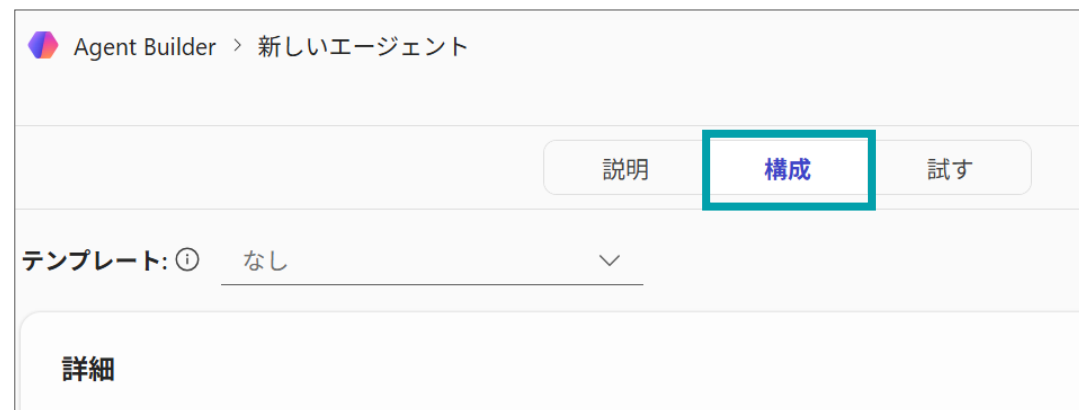 Agent Builder > 新しいエージェント
説明 構成 試す
テンプレート: なし
詳細